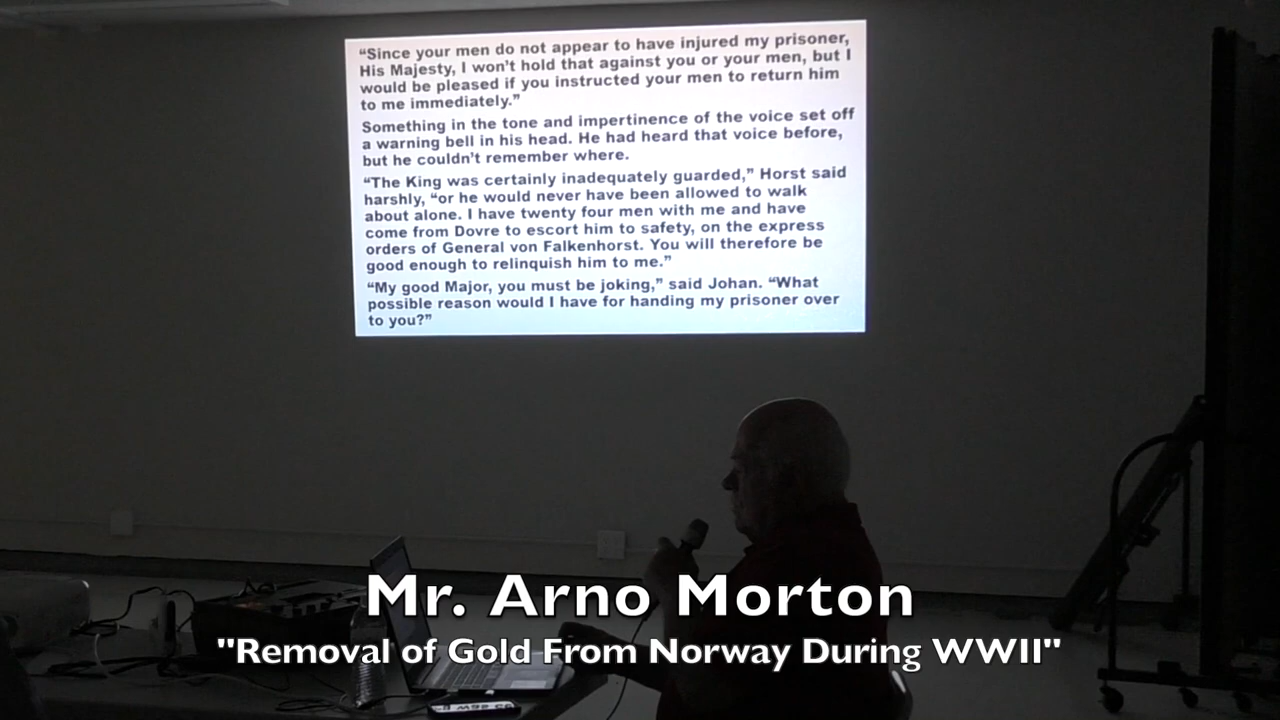 “Since your men do not appear to have injured my prisoner,
His Majesty, I won’t hold that against you or your men, but I
would be pleased if you instructed your men to return him
to me immediately.”
Something in the tone and impertinence of the voice set off
a warning bell in his head. He had heard that voice before,
but he couldn’t remember where.
“The King was certainly inadequately guarded,” Horst said
harshly, “or he would never have been allowed to walk
about alone. I have twenty four men with me and have
come from Dovre to escort him to safety, on the express
orders of General von Falkenhorst. You will therefore be
good enough to relinquish him to me.”
“My good Major, you must be joking,” said Johan. “What
possible reason would I have for handing my prisoner over
to you?”
Mr. Arno Morton
"Removal of Gold From Norway During WWII"